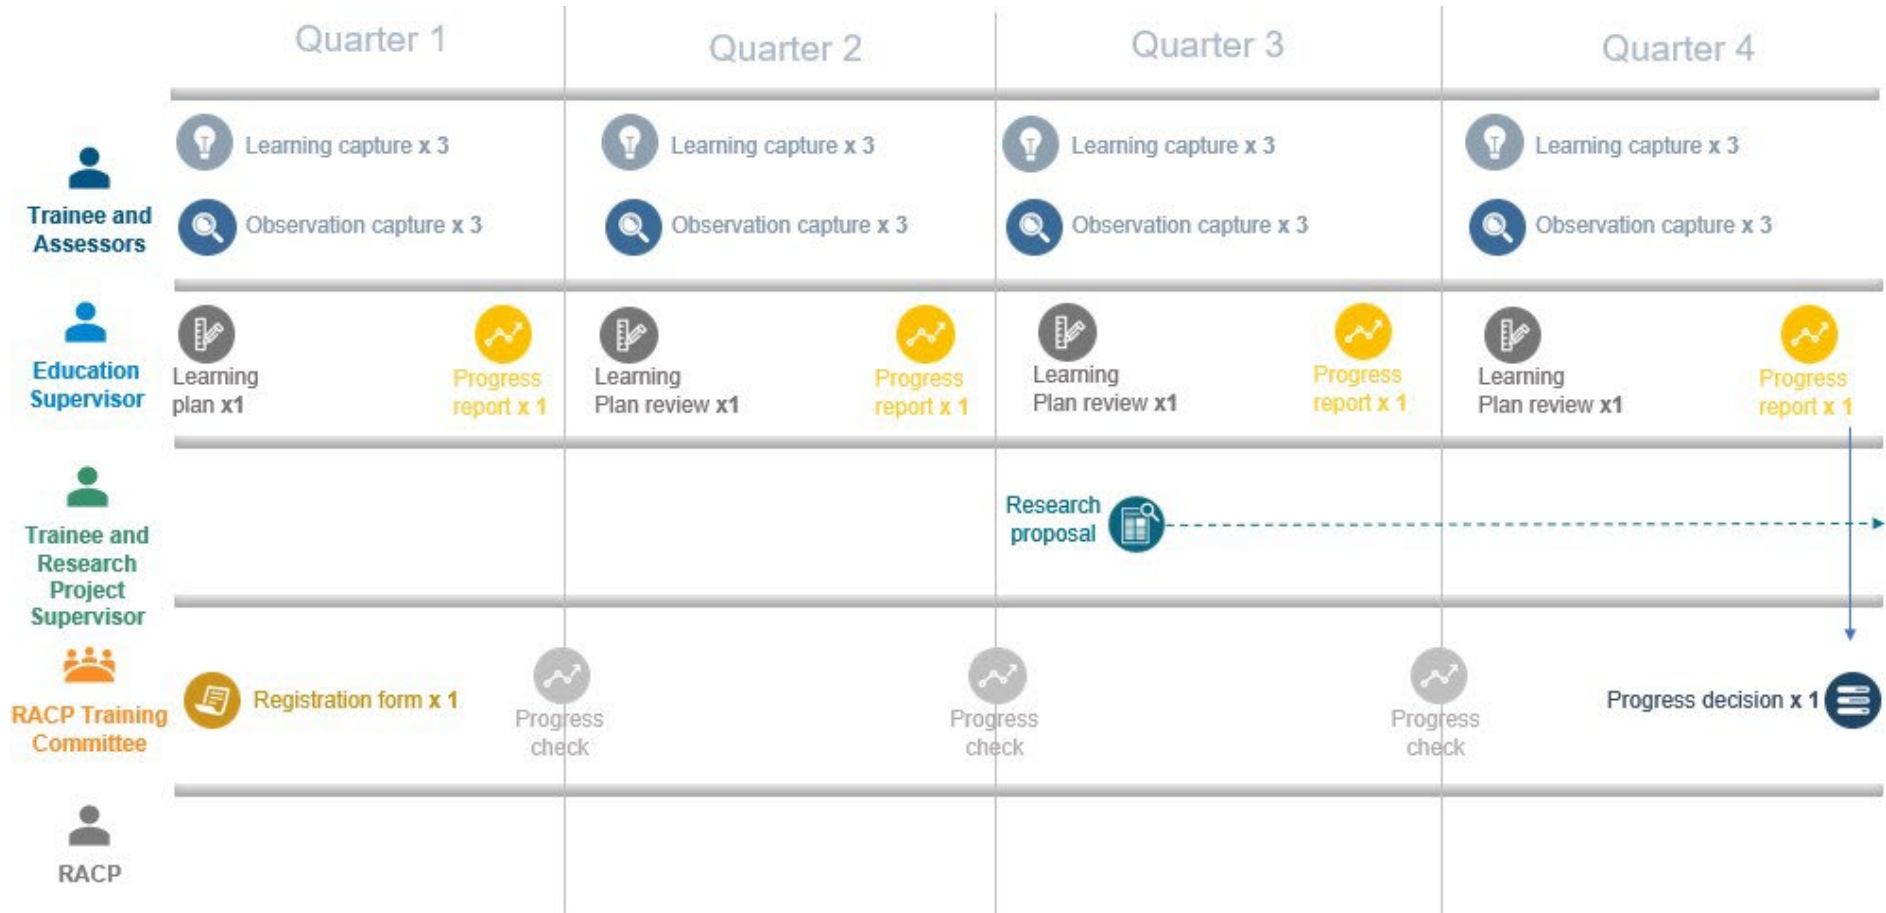 Quarter 1
Quarter 2
Quarter 3
Quarter 4
Trainee and
Assessors
Learning capture x 3
Learning capture x 3
Learning capture x 3
Learning capture x 3
Observation capture x 3
Observation capture x 3
Observation capture x 3
Observation capture x 3
Education
Supervisor
Learning
plan x1
Progress
report x 1
Learning
Plan review x1
Progress
report x 1
Learning
Plan review x1
Progress
report x 1
Learning
Plan review x1
Progress
report x 1
Trainee and
Research
Project
Supervisor
Research
proposal
RACP Training
Committee
Registration form x 1
Progress
check
Progress
check
Progress
check
Progress decision x 1
RACP